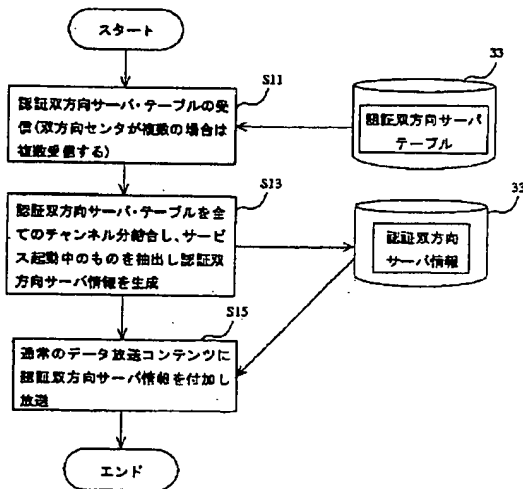 スタート
S11
認証双方向サーバ・テーブルの受
信(双方向センタが複数の場合は
複数受信する)
33
認証双方向サーバ
テーブル
S13
認証双方向サーバ・テーブルを全
てのチャンネル分結合し、サービ
ス起動中のものを抽出し認証双
方向サーバ情報を生成
33
認証双方向
サーバ情報
S15
通常のデータ放送コンテンツに
認証双方向サーバ情報を付加し
放送
エンド